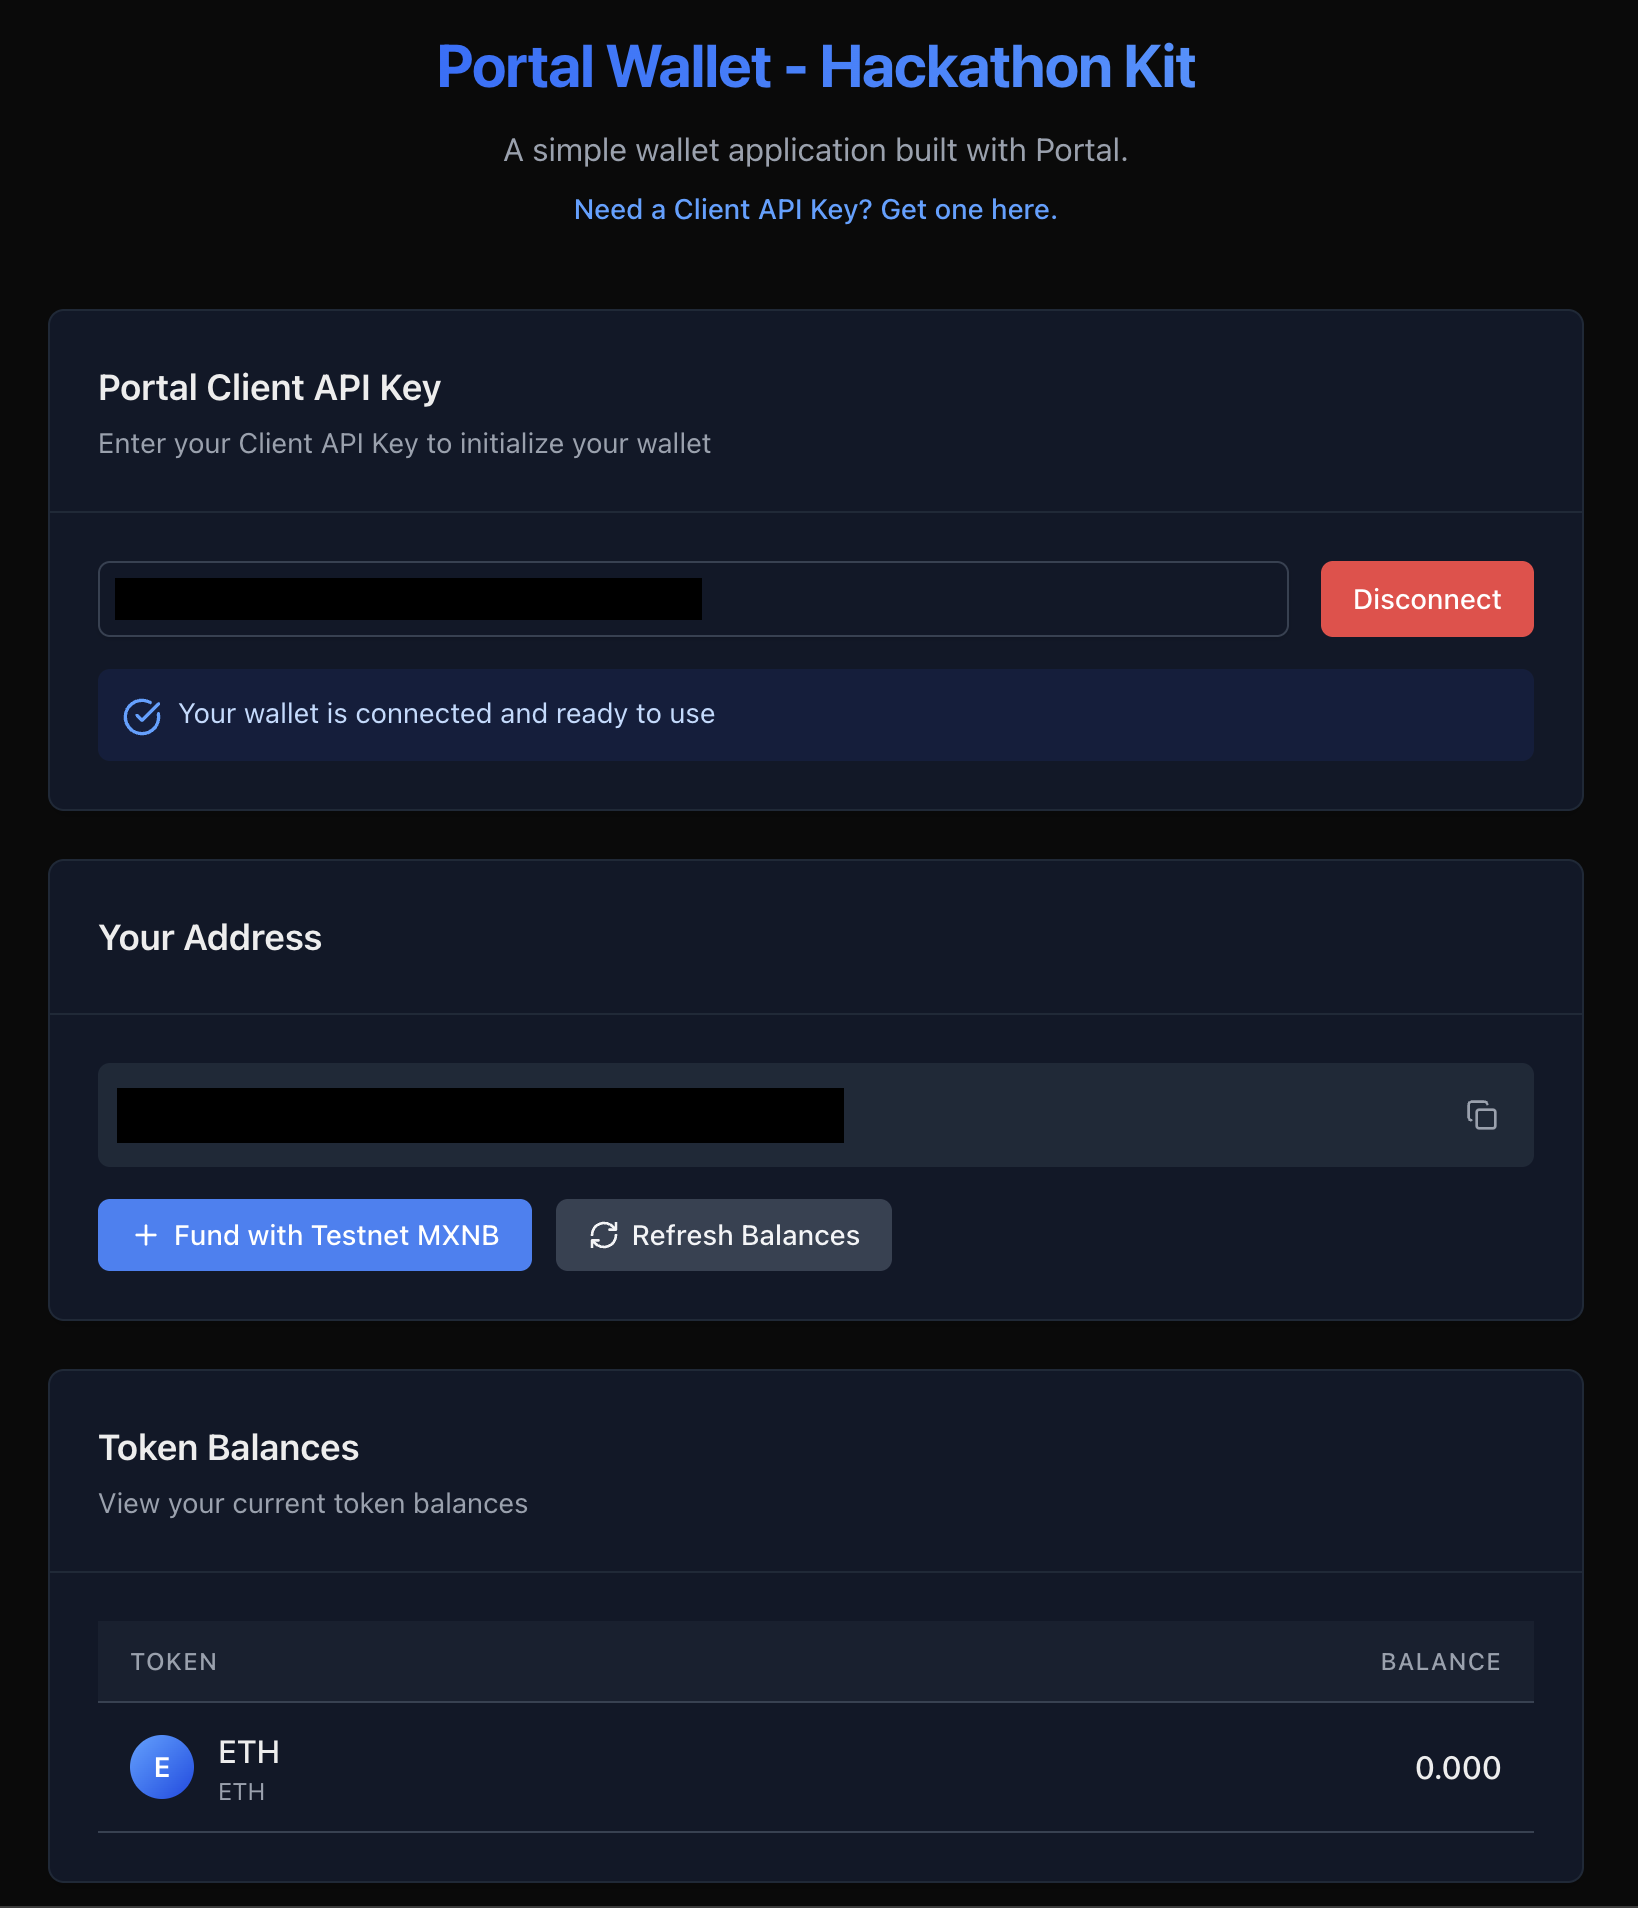 Portal Wallet - Hackathon Kit
A simple wallet application built with Portal.
Need a Client API Key? Get one here.
Portal Client API Key
Enter your Client API Key to initialize your wallet
Disconnect
Your wallet is connected and ready to use
Your Address
Fund with Testnet MXNB
Refresh Balances
Token Balances
View your current token balances
TOKEN BALANCE
E
ETH
ETH
0.000